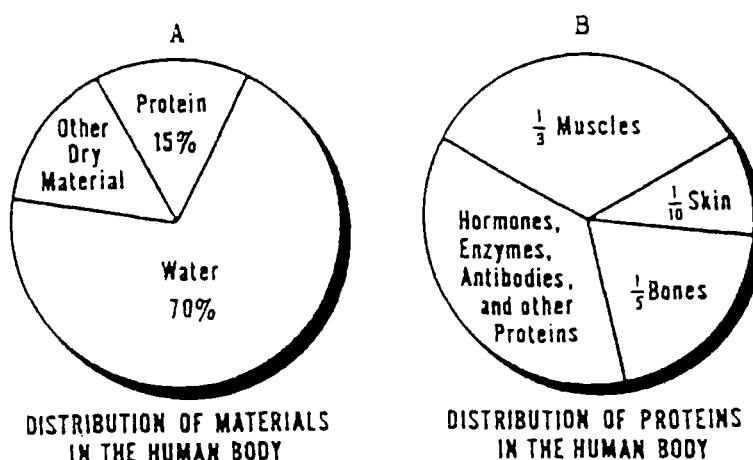 A
Protein
15%
Other
Dry
Material
Water
70%
DISTRIBUTION OF MATERIALS
IN THE HUMAN BODY
B
1/3 Muscles
1/10 Skin
Hormones,
Enzymes,
Antibodies,
and other
Proteins
1/5 Bones
DISTRIBUTION OF PROTEINS
IN THE HUMAN BODY